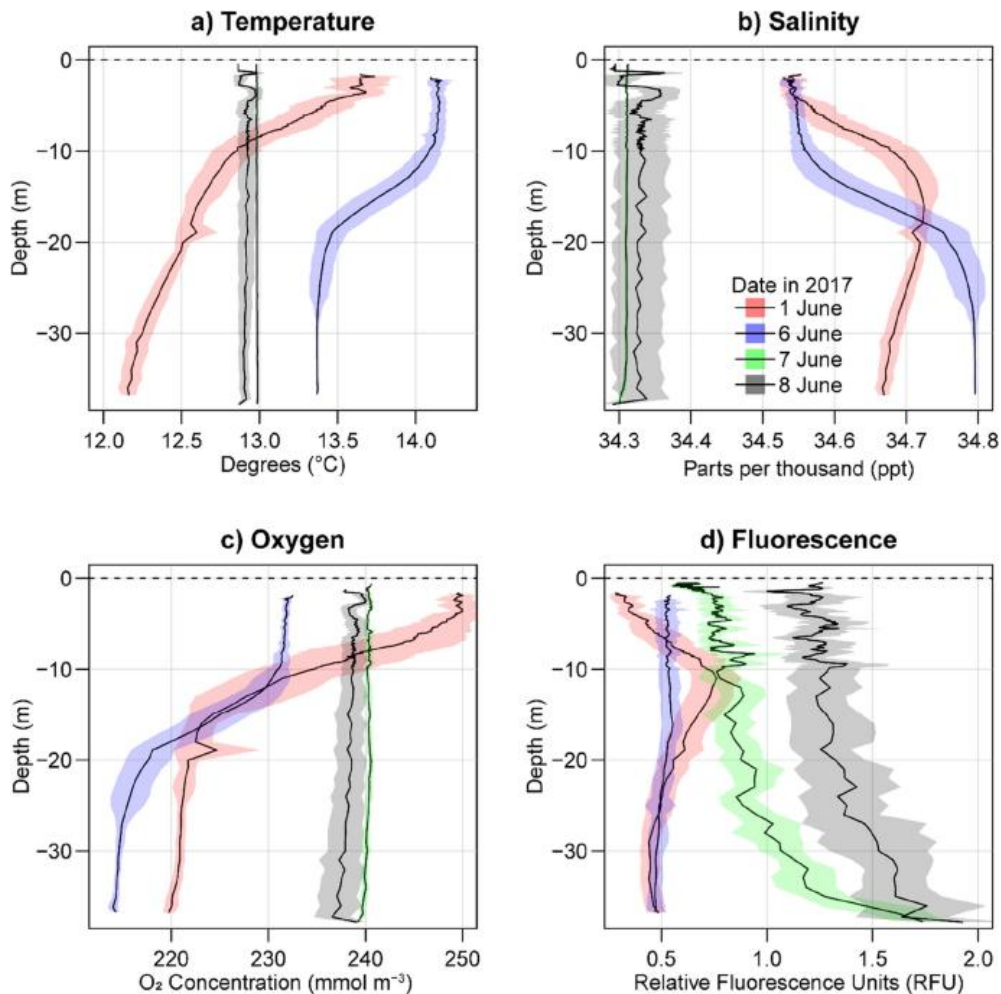 a) Temperature
0
−10
−20
−30
Depth (m)
12.0 12.5 13.0 13.5 14.0
Degrees (°C)
b) Salinity
0
−10
−20
−30
Depth (m)
Date in 2017
1 June
6 June
7 June
8 June
34.3 34.4 34.5 34.6 34.7 34.8
Parts per thousand (ppt)
c) Oxygen
0
−10
−20
−30
Depth (m)
220 230 240 250
O₂ Concentration (mmol m⁻³)
d) Fluorescence
0
−10
−20
−30
Depth (m)
0.5 1.0 1.5 2.0
Relative Fluorescence Units (RFU)